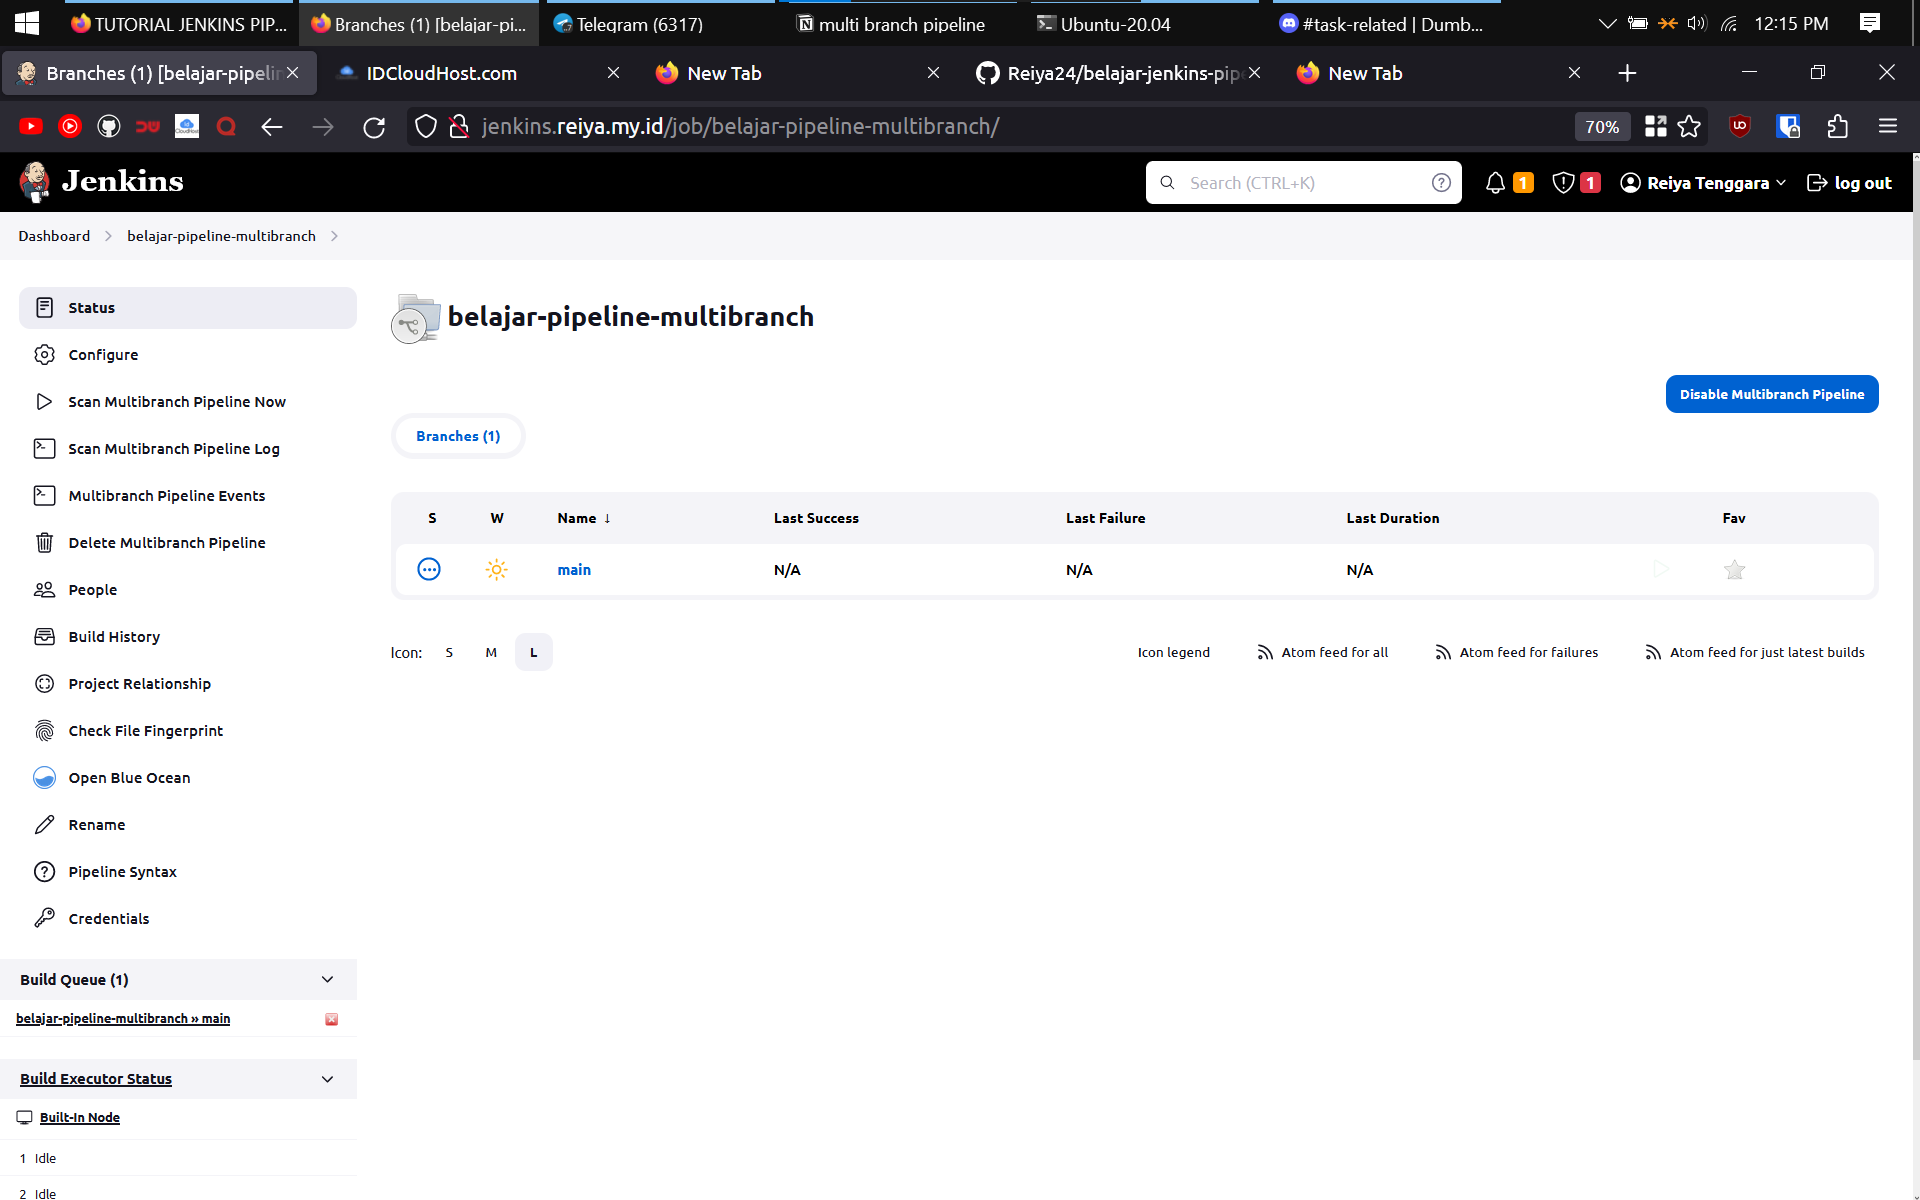 TUTORIAL JENKINS PIP...
Branches (1) [belajar-pi...
Telegram (6317)
multi branch pipeline
Ubuntu-20.04
#task-related | Dumb...
12:15 PM
Branches (1) [belajar-pipelin
IDCloudHost.com
New Tab
Reiya24/belajar-jenkins-pip
New Tab
jenkins.reiya.my.id/job/belajar-pipeline-multibranch/
70%
Jenkins
Search (CTRL+K)
1
1
Reiya Tenggara
log out
Dashboard
belajar-pipeline-multibranch
Status
Configure
Scan Multibranch Pipeline Now
Scan Multibranch Pipeline Log
Multibranch Pipeline Events
Delete Multibranch Pipeline
People
Build History
Project Relationship
Check File Fingerprint
Open Blue Ocean
Rename
Pipeline Syntax
Credentials
Build Queue (1)
belajar-pipeline-multibranch » main
Build Executor Status
Built-In Node
1 Idle
2 Idle
belajar-pipeline-multibranch
Disable Multibranch Pipeline
Branches (1)
S W Name ↓ Last Success Last Failure Last Duration Fav
main N/A N/A N/A
Icon: S M L
Icon legend
Atom feed for all
Atom feed for failures
Atom feed for just latest builds